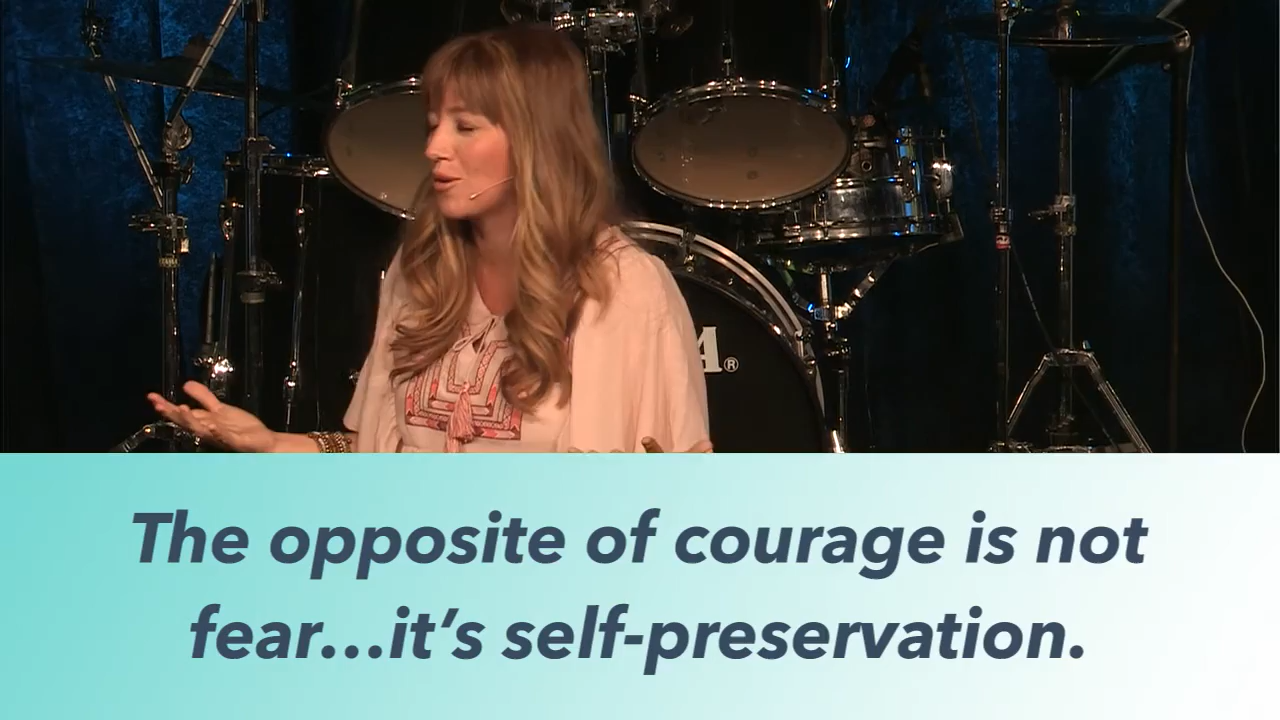 A®
The opposite of courage is not
fear...it's self-preservation.